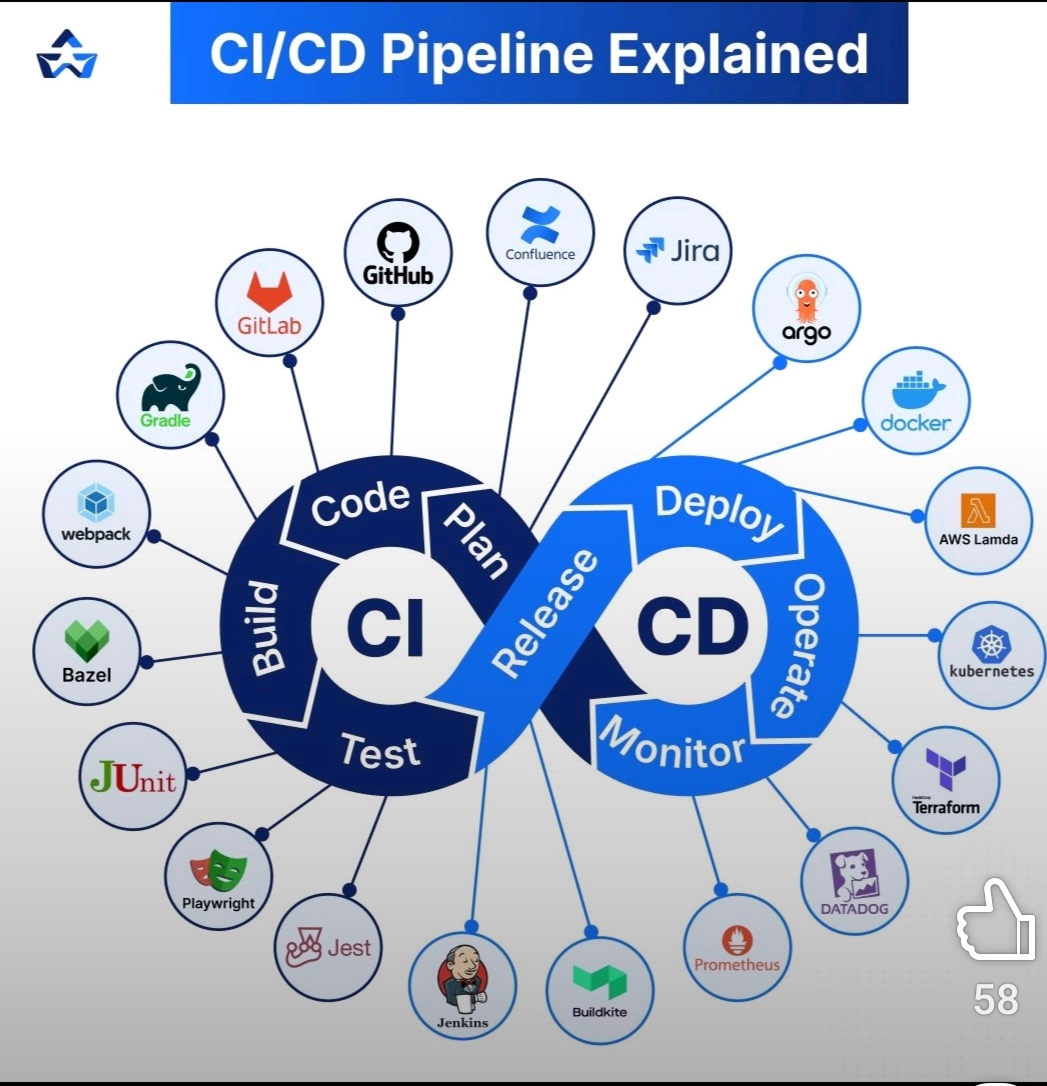 CI/CD Pipeline Explained
Confluence
Jira
GitHub
argo
GitLab
docker
Gradle
webpack
AWS Lamda
Code
Plan
Deploy
Build
CI
Release
CD
Operate
Bazel
kubernetes
Test
Monitor
JUnit
HashiCorp
Terraform
Playwright
DATADOG
Jest
Prometheus
58
Jenkins
Buildkite